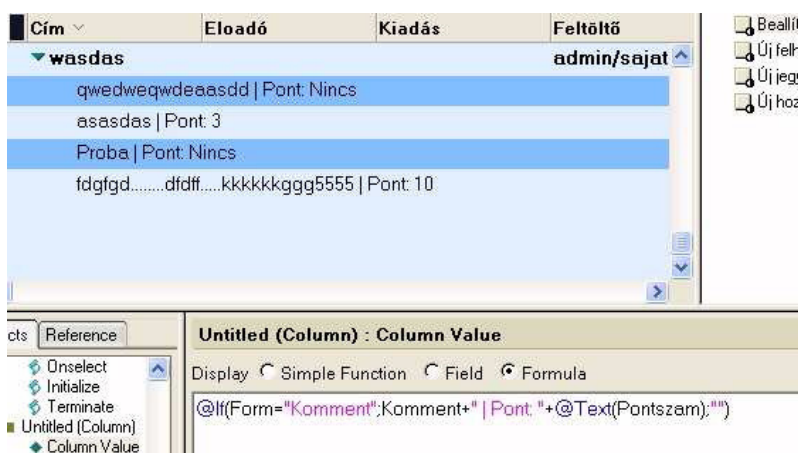 Cím Eloadó Kiadás Feltöltő
wasdas admin/sajat
qwedweqwdeaasdd | Pont: Nincs
asasdas | Pont: 3
Proba | Pont: Nincs
fdgfgd........dfdff.....kkkkkkggg5555 | Pont: 10
Beallít
Új felh
Új jeg
Új hoz
cts Reference
Onselect
Initialize
Terminate
Untitled (Column)
Column Value
Untitled (Column) : Column Value
Display Simple Function Field Formula
@If(Form="Komment";Komment+" | Pont: "+@Text(Pontszam);"")